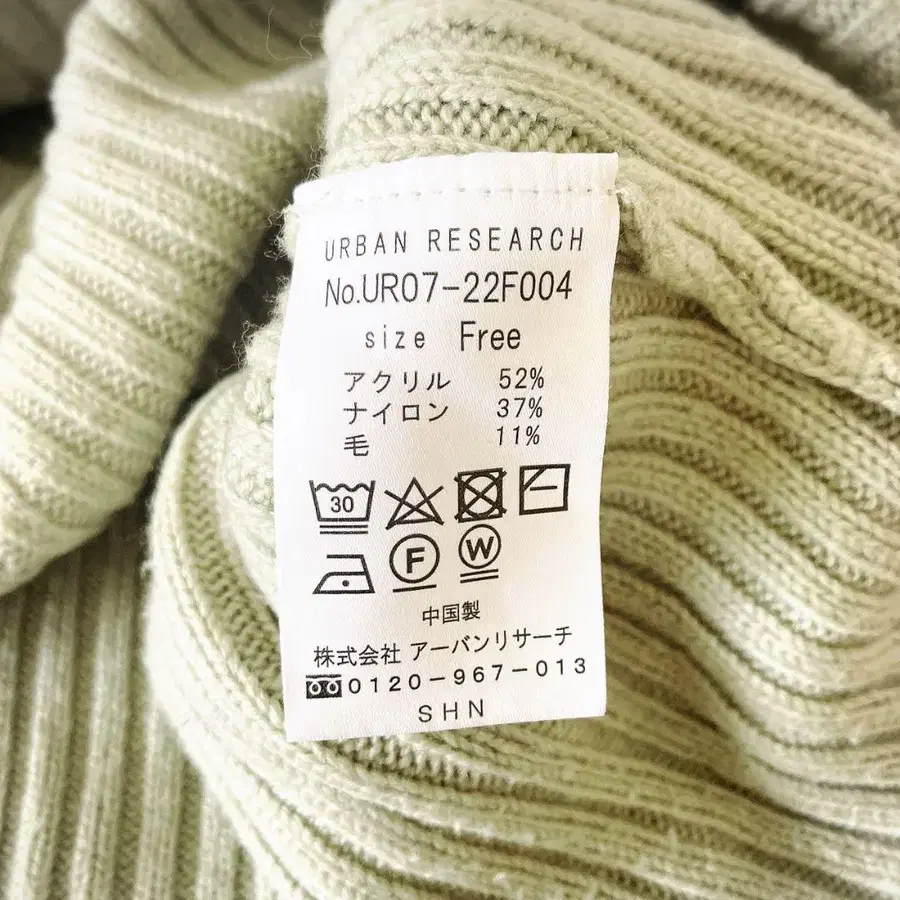 URBAN RESEARCH
No.UR07-22F004
size Free
アクリル 52%
ナイロン 37%
毛 11%
30
F W
中国製
株式会社 アーバンリサーチ
0120-967-013
SHN